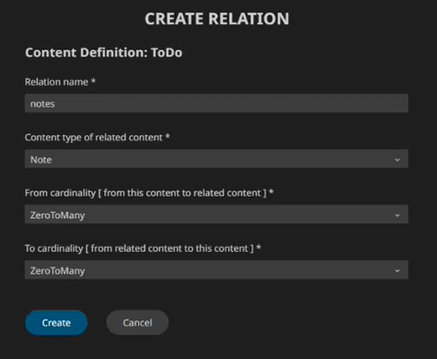 CREATE RELATION
Content Definition: ToDo
Relation name *
notes
Content type of related content *
Note
From cardinality [ from this content to related content ] *
ZeroToMany
To cardinality [ from related content to this content ] *
ZeroToMany
Create Cancel